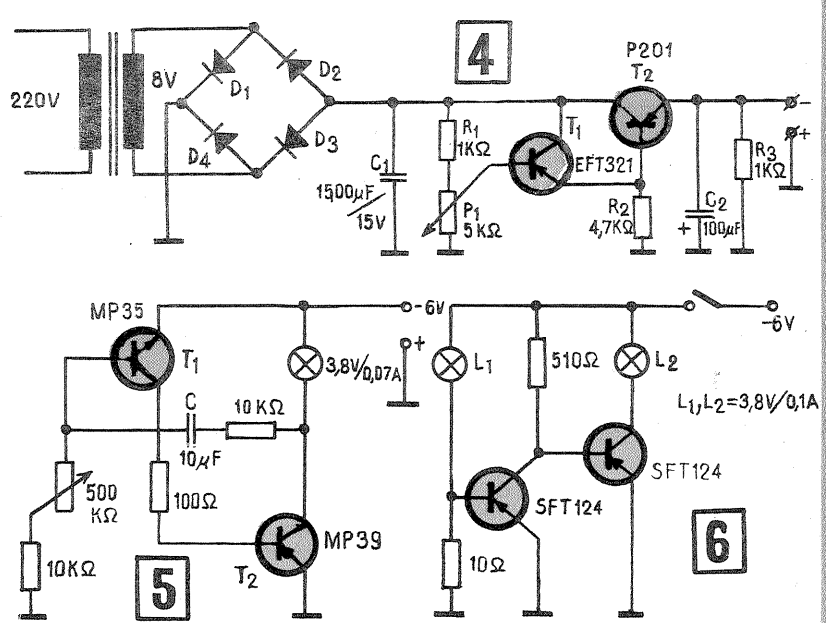 4
P201
T2
220V
8V
D1
D2
D4
D3
C1
1500µF/15V
R1
1KΩ
P1
5KΩ
T1
EFT321
R2
4,7KΩ
C2
+
100µF
R3
1KΩ
-
+
MP35
T1
-6V
+
3,8V/0,07A
C
10µF
10KΩ
500
KΩ
100Ω
10KΩ
T2
MP39
5
L1
510Ω
L2
-6V
L1,L2=3,8V/0,1A
SFT124
SFT124
10Ω
6